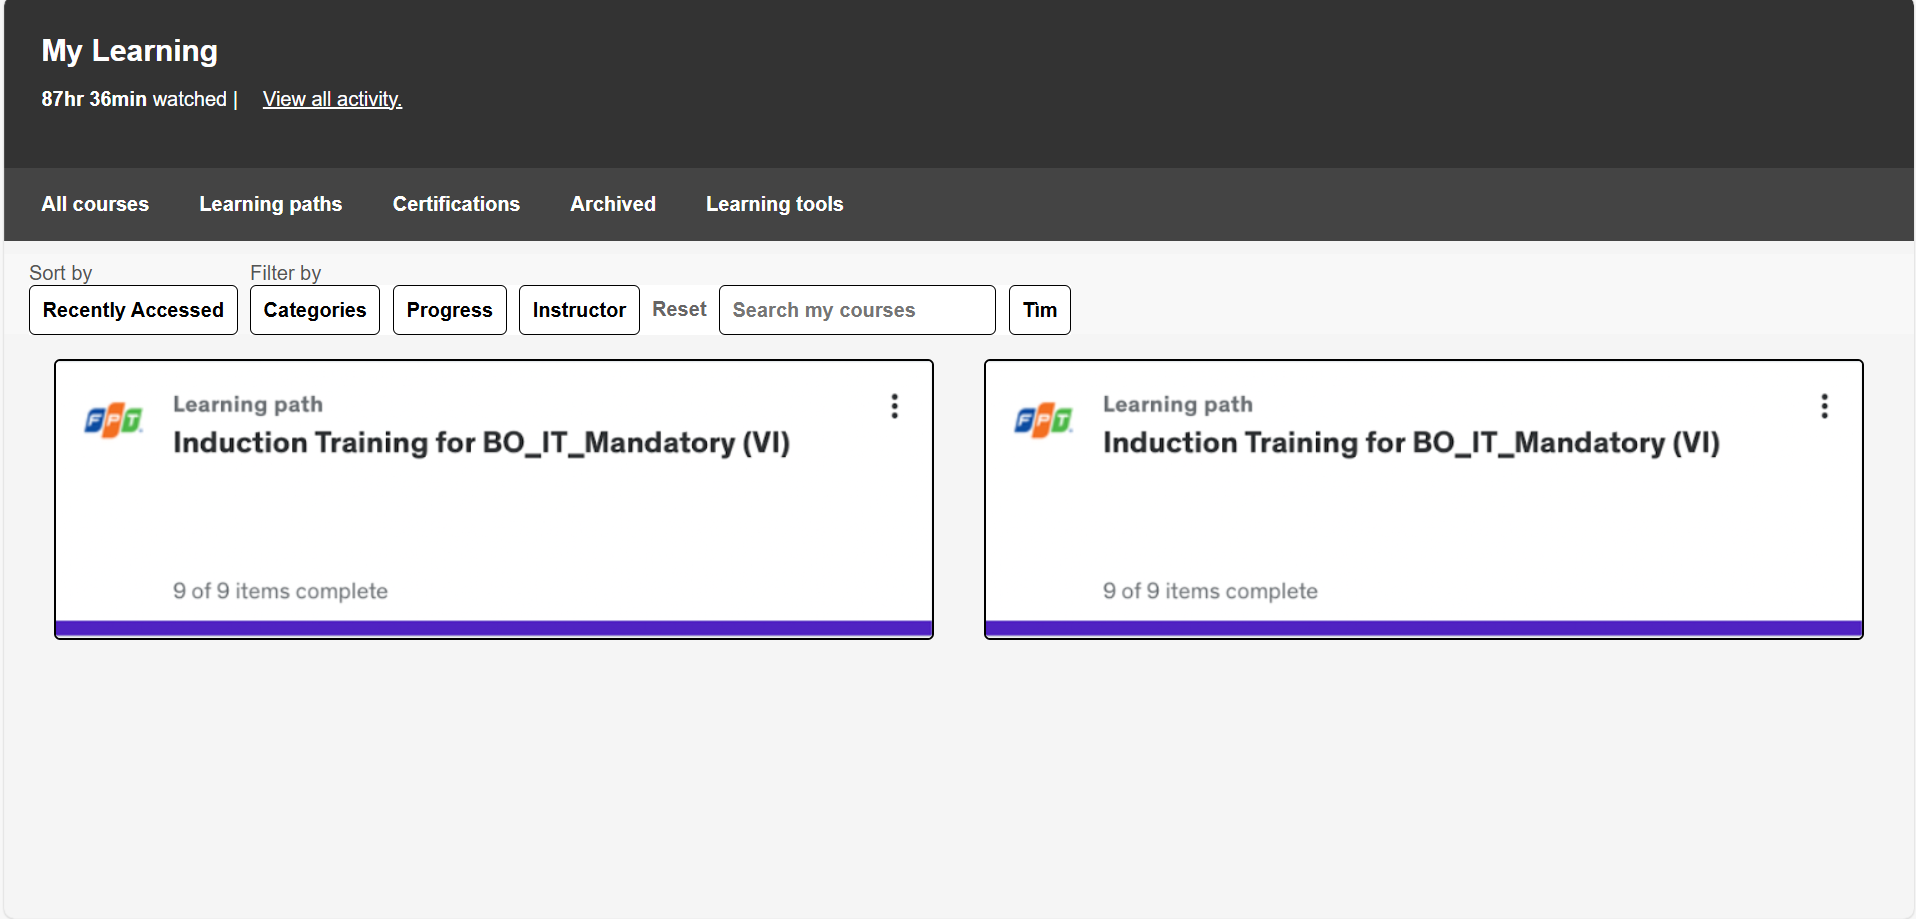 My Learning
87hr 36min watched | View all activity.
All courses Learning paths Certifications Archived Learning tools
Sort by Filter by
Recently Accessed Categories Progress Instructor Reset Search my courses Tìm
FPT Learning path
Induction Training for BO_IT_Mandatory (VI)
9 of 9 items complete
FPT Learning path
Induction Training for BO_IT_Mandatory (VI)
9 of 9 items complete